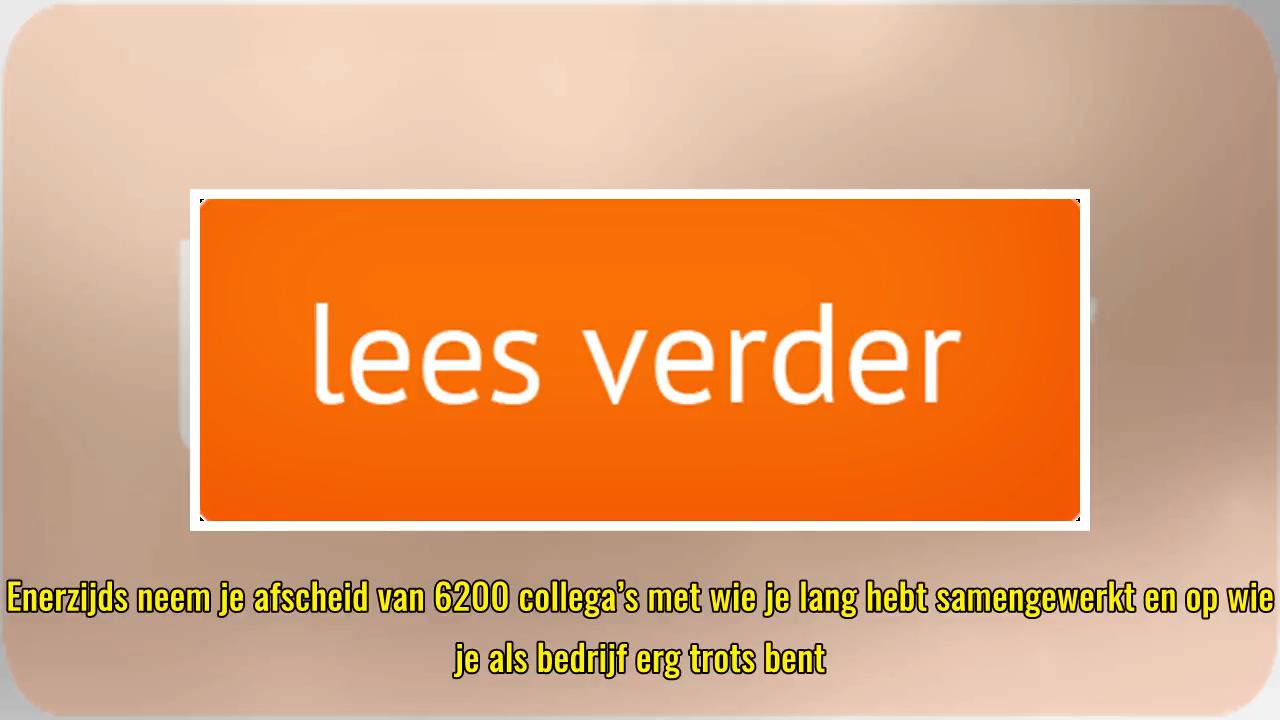 lees verder
Enerzijds neem je afscheid van 6200 collega’s met wie je lang hebt samengewerkt en op wie
je als bedrijf erg trots bent